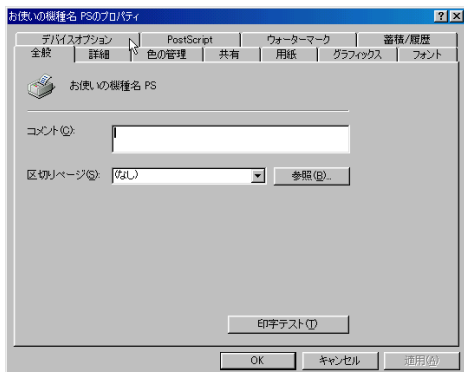 お使いの機種名 PSのプロパティ
デバイスオプション PostScript ウォーターマーク 蓄積/履歴
全般 詳細 色の管理 共有 用紙 グラフィックス フォント
お使いの機種名 PS
コメント(C):
区切りページ(S): (なし) 参照(B)...
印字テスト(T)
OK キャンセル 適用(A)